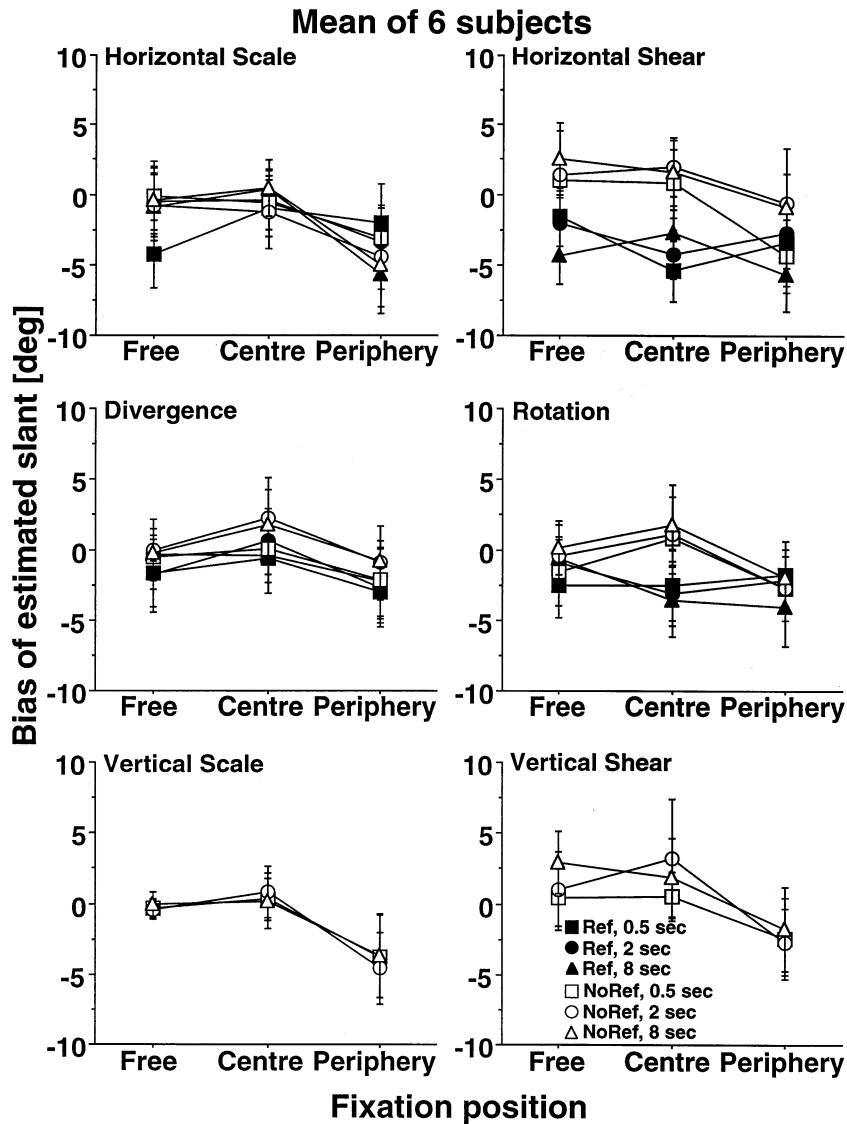 Mean of 6 subjects
Horizontal Scale
10
5
0
-5
-10
Free Centre Periphery
Horizontal Shear
10
5
0
-5
-10
Free Centre Periphery
Bias of estimated slant [deg]
Divergence
10
5
0
-5
-10
Free Centre Periphery
Rotation
10
5
0
-5
-10
Free Centre Periphery
Vertical Scale
10
5
0
-5
-10
Free Centre Periphery
Vertical Shear
10
5
0
-5
-10
Ref, 0.5 sec
Ref, 2 sec
Ref, 8 sec
NoRef, 0.5 sec
NoRef, 2 sec
NoRef, 8 sec
Free Centre Periphery
Fixation position